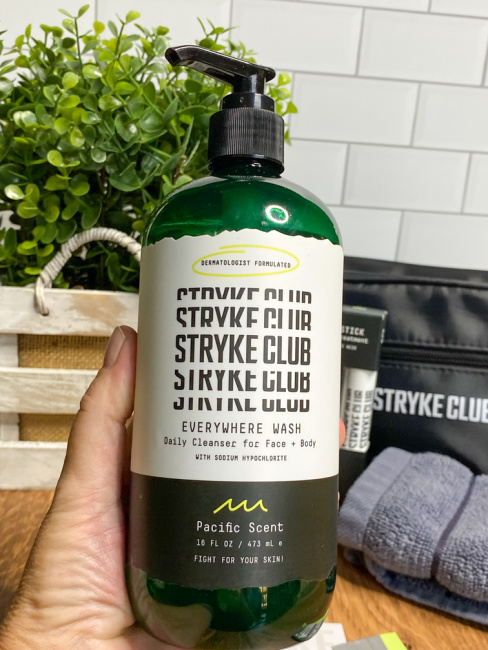 DERMATOLOGIST FORMULATED
STRYKE CLUB
STRYKE CLUB
STRYKE CLUB
STRYKE CLUB
STRYKE CLUB
EVERYWHERE WASH
Daily Cleanser for Face + Body
WITH SODIUM HYPOCHLORITE
Pacific Scent
16 FL OZ / 473 mL e
FIGHT FOR YOUR SKIN!
STICK
STRYKE CLUB